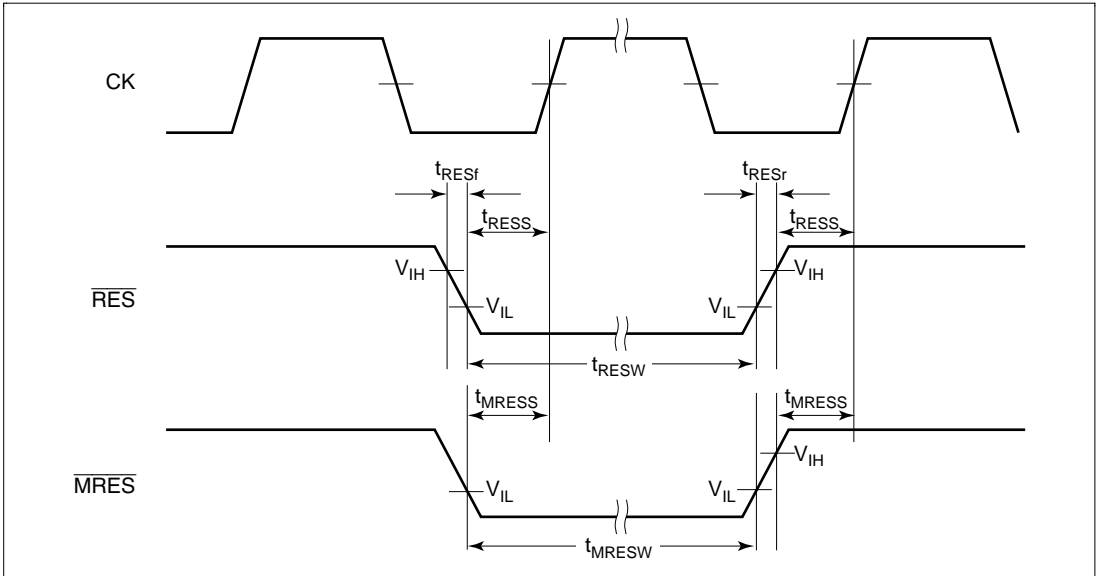 CK
tRESf
tRESr
tRESS
tRESS
VIH
VIH
RES
VIL
VIL
tRESW
tMRESS
tMRESS
VIH
MRES
VIL
VIL
tMRESW